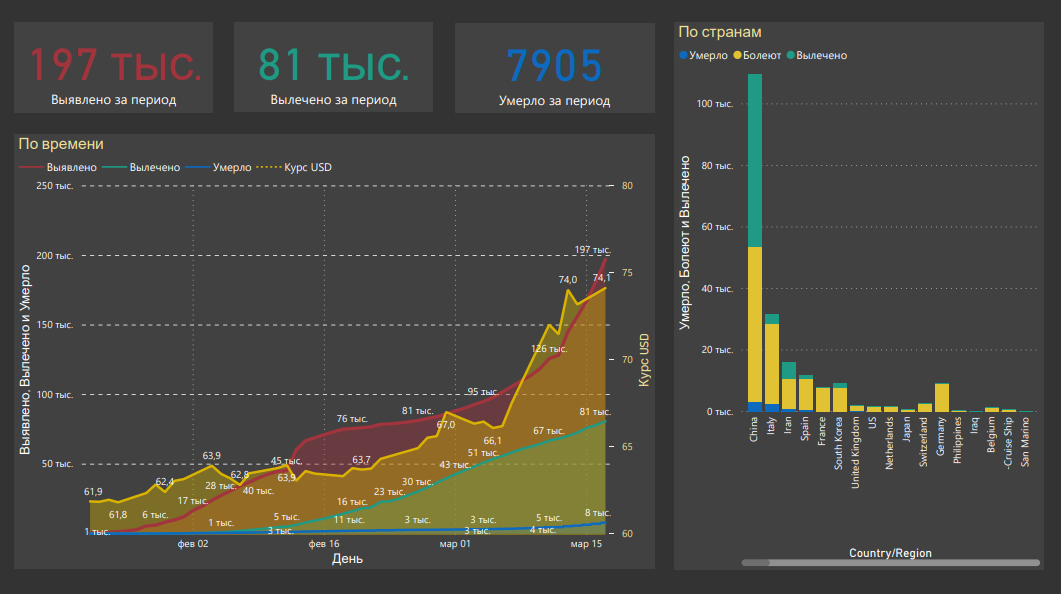 197 тыс.
Выявлено за период
81 тыс.
Вылечено за период
7905
Умерло за период
По времени
Выявлено Вылечено Умерло Курс USD
250 тыс.
200 тыс.
150 тыс.
100 тыс.
50 тыс.
Выявлено, Вылечено и Умерло
80
75
70
65
60
Курс USD
197 тыс.
74,0
74,1
126 тыс.
95 тыс.
81 тыс.
76 тыс.
67,0
66,1
81 тыс.
67 тыс.
51 тыс.
43 тыс.
63,9
62,8
45 тыс.
63,9
63,7
62,4
61,9
61,8
6 тыс.
17 тыс.
28 тыс.
40 тыс.
30 тыс.
23 тыс.
16 тыс.
11 тыс.
5 тыс.
3 тыс.
1 тыс.
1 тыс.
3 тыс.
3 тыс.
3 тыс.
5 тыс.
4 тыс.
8 тыс.
фев 02
фев 16
мар 01
мар 15
День
По странам
Умерло Болеют Вылечено
100 тыс.
80 тыс.
60 тыс.
40 тыс.
20 тыс.
0 тыс.
Умерло, Болеют и Вылечено
China
Italy
Iran
Spain
France
South Korea
United Kingdom
US
Netherlands
Japan
Switzerland
Germany
Philippines
Iraq
Belgium
-Cruise Ship
San Marino
Country/Region